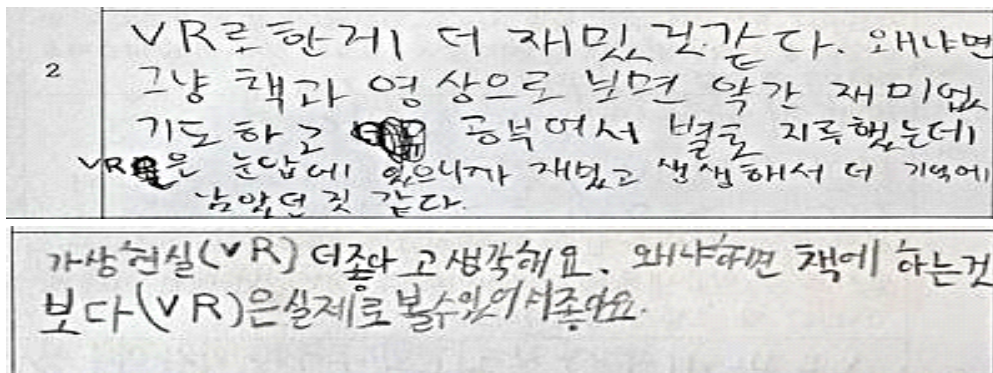 VR로 한게 더 재밌것같다. 왜냐면
2
그냥 책과 영상으로 보면 약간 재미없
기도 하고 공부여서 별로 지루했는데
VR은 눈앞에 있으니까 재밌고 생생해서 더 기억에
남았던 것 같다.
가상현실(VR) 더좋다고생각해요. 왜냐하면 책에 하는것
보다(VR)은실제로볼수있어서좋아요.